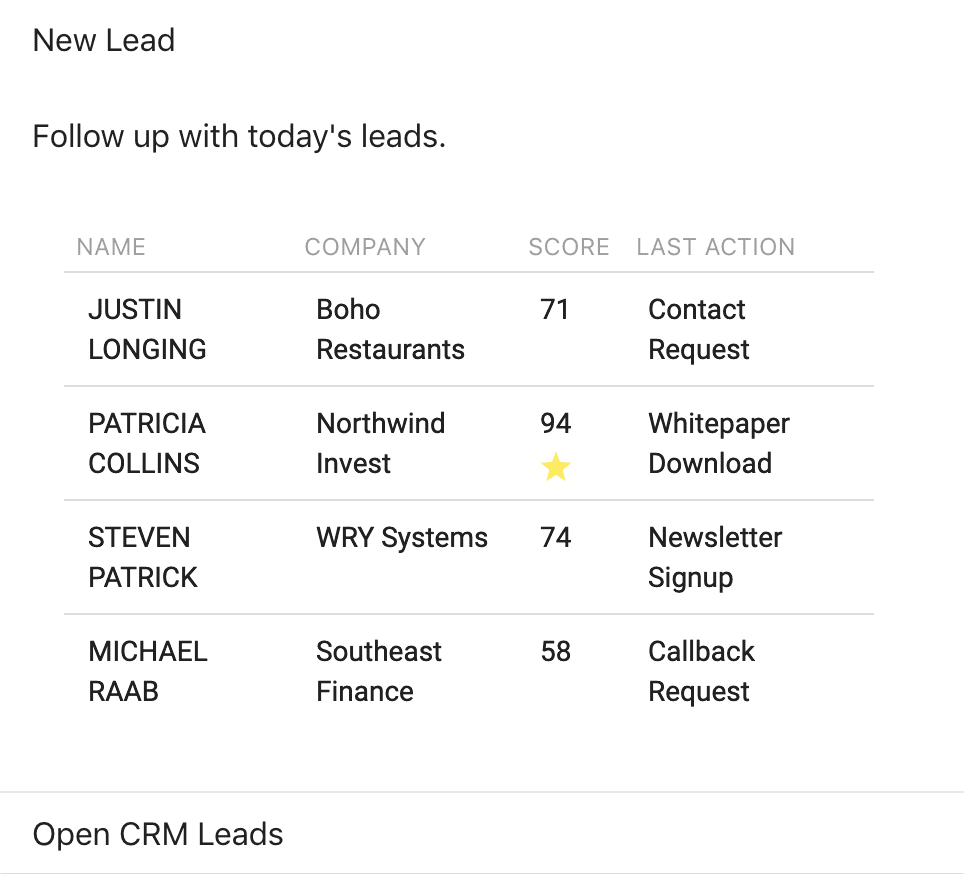 New Lead
Follow up with today's leads.
NAME COMPANY SCORE LAST ACTION
JUSTIN Boho 71 Contact
LONGING Restaurants Request
PATRICIA Northwind 94 Whitepaper
COLLINS Invest Download
STEVEN WRY Systems 74 Newsletter
PATRICK Signup
MICHAEL Southeast 58 Callback
RAAB Finance Request
Open CRM Leads